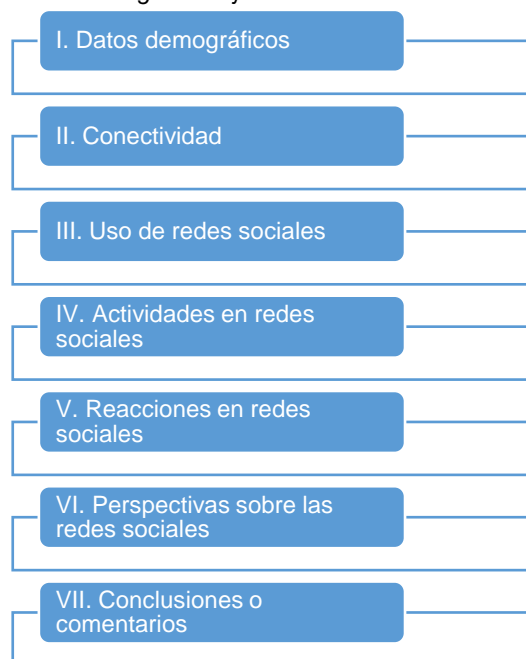 I. Datos demográficos
II. Conectividad
III. Uso de redes sociales
IV. Actividades en redes
sociales
V. Reacciones en redes
sociales
VI. Perspectivas sobre las
redes sociales
VII. Conclusiones o
comentarios